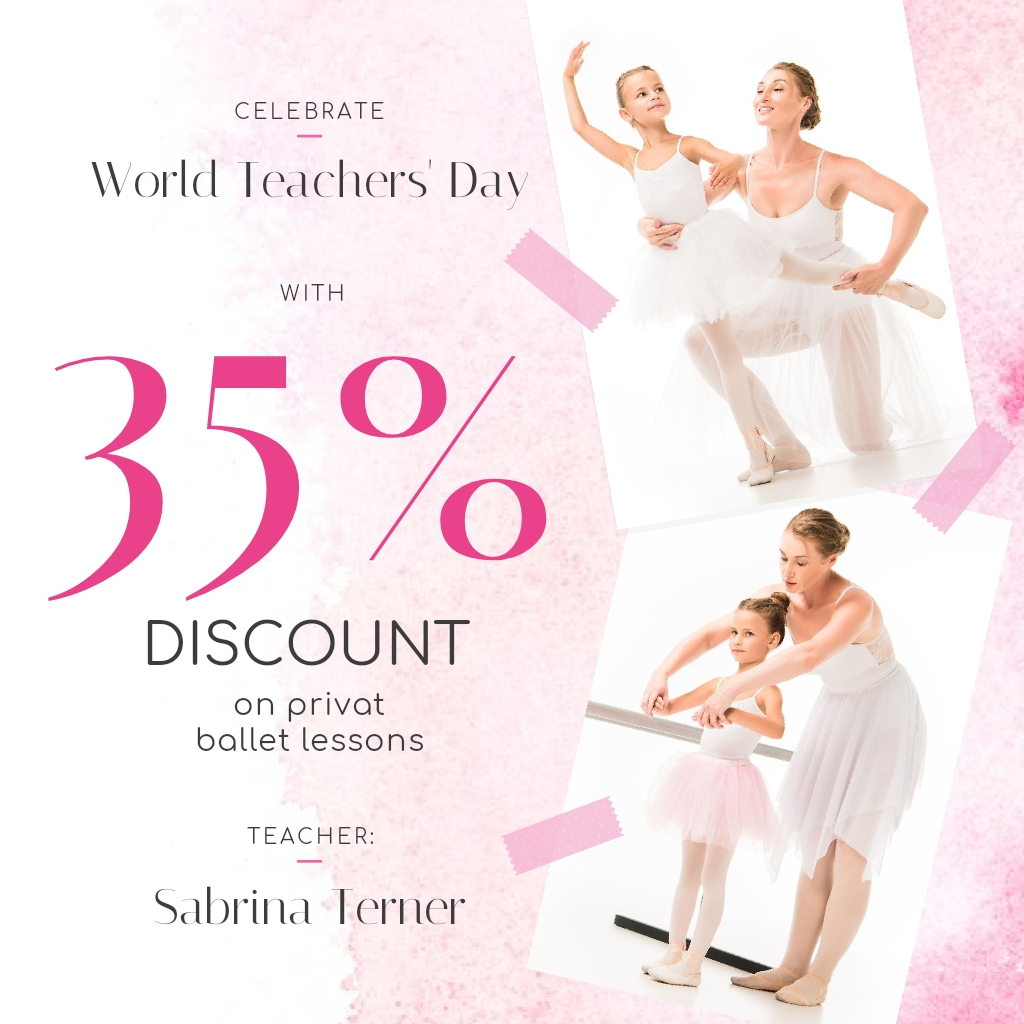 CELEBRATE
World Teachers' Day
WITH
35%
DISCOUNT
on privat
ballet lessons
TEACHER:
Sabrina Terner